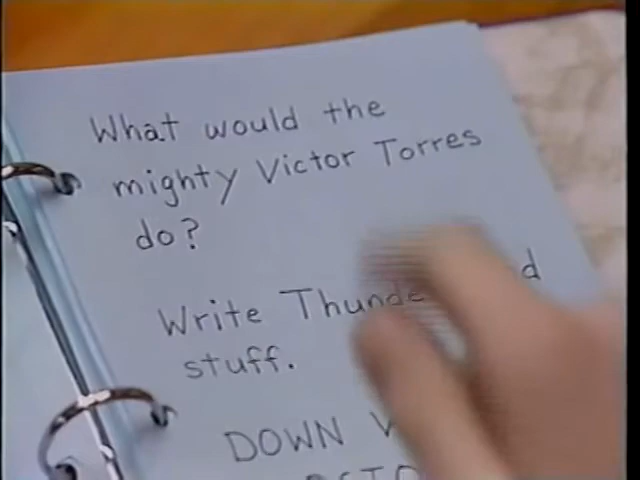 What would the
mighty Victor Torres
do?
Write
stuff.
DOWN